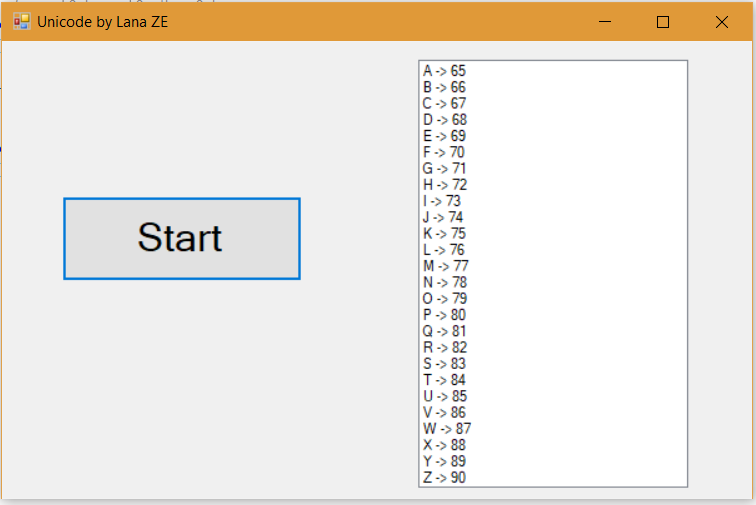 Unicode by Lana ZE
Start
A -> 65
B -> 66
C -> 67
D -> 68
E -> 69
F -> 70
G -> 71
H -> 72
I -> 73
J -> 74
K -> 75
L -> 76
M -> 77
N -> 78
O -> 79
P -> 80
Q -> 81
R -> 82
S -> 83
T -> 84
U -> 85
V -> 86
W -> 87
X -> 88
Y -> 89
Z -> 90